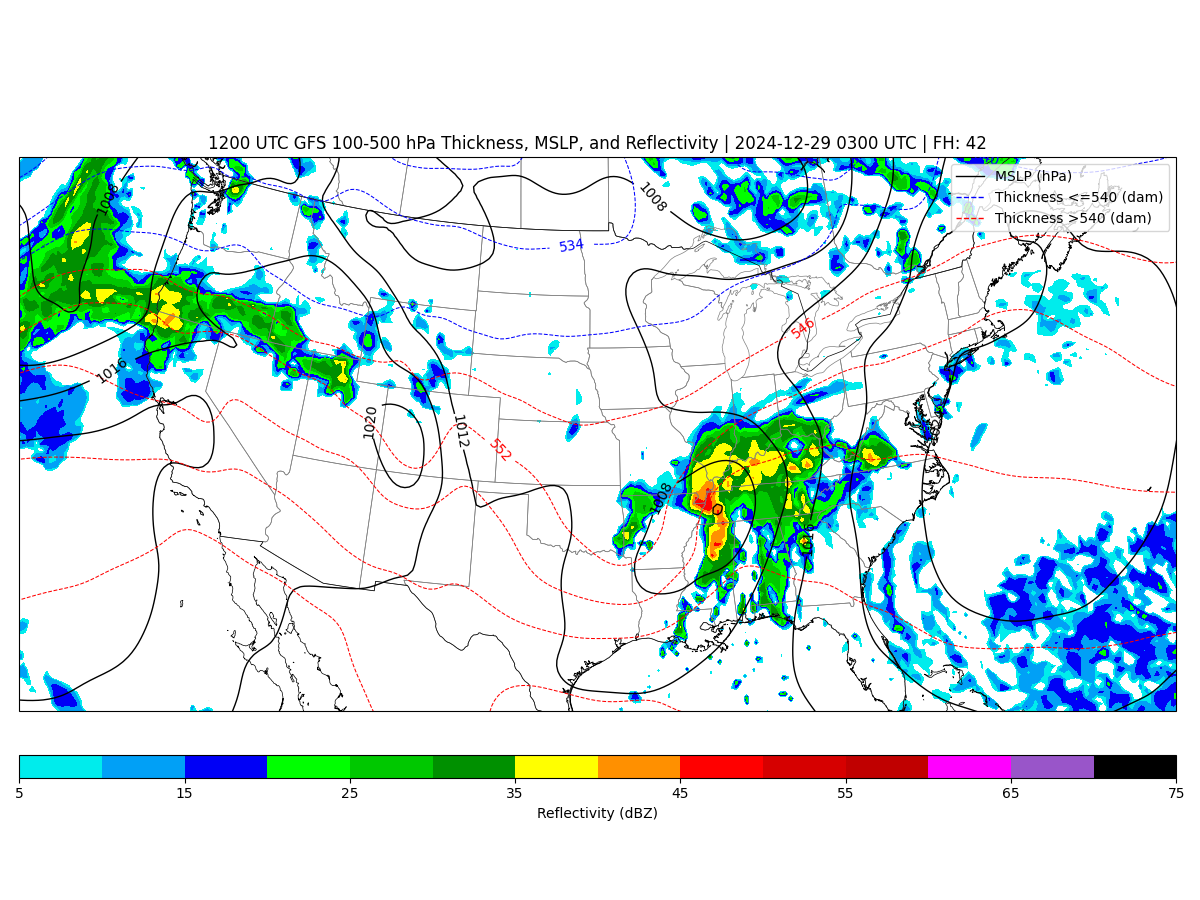 1200 UTC GFS 100-500 hPa Thickness, MSLP, and Reflectivity | 2024-12-29 0300 UTC | FH: 42
MSLP (hPa)
Thickness <=540 (dam)
Thickness >540 (dam)
1008
1008
534
546
1016
1020
1012
552
1008
5 15 25 35 45 55 65 75
Reflectivity (dBZ)